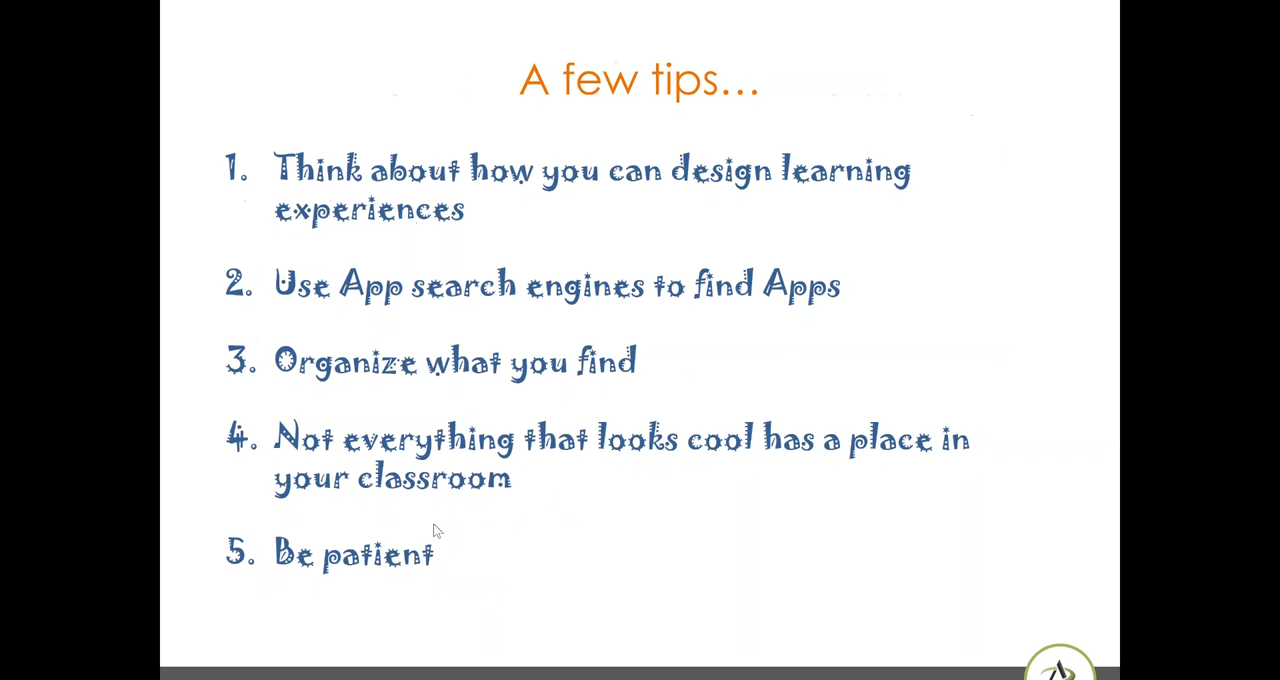 A few tips...
1. Think about how you can design learning
experiences
2. Use App search engines to find Apps
3. Organize what you find
4. Not everything that looks cool has a place in
your classroom
5. Be patient